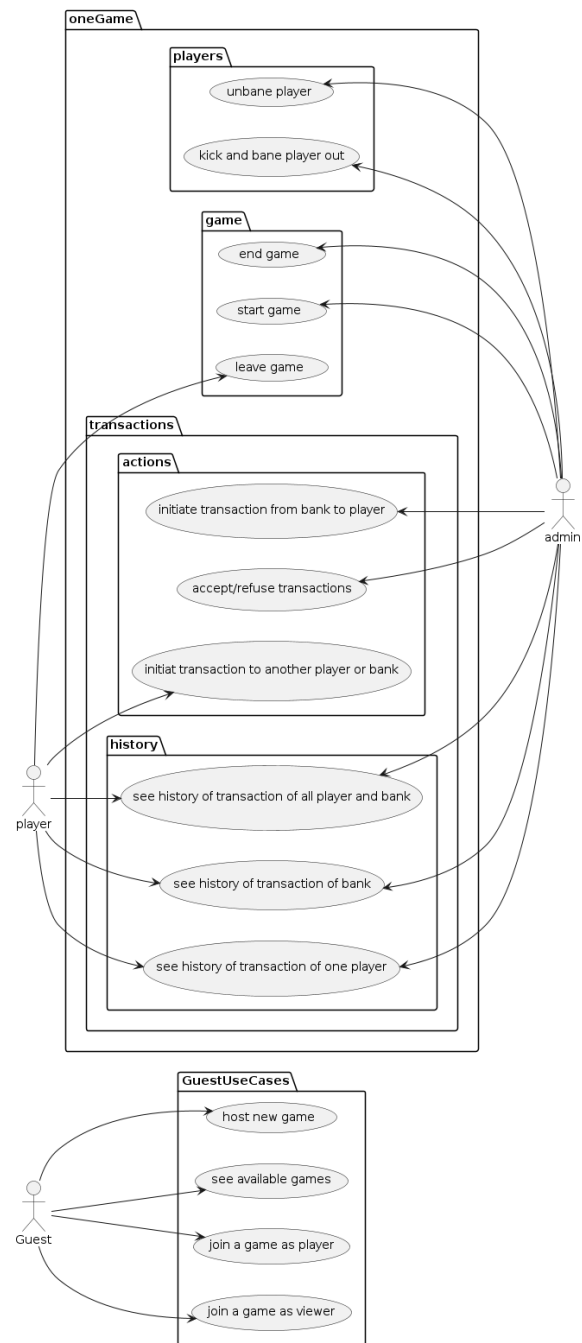 oneGame
players
unbane player
kick and bane player out
game
end game
start game
leave game
transactions
actions
initiate transaction from bank to player
admin
accept/refuse transactions
initiat transaction to another player or bank
history
see history of transaction of all player and bank
player
see history of transaction of bank
see history of transaction of one player
GuestUseCases
host new game
see available games
Guest
join a game as player
join a game as viewer